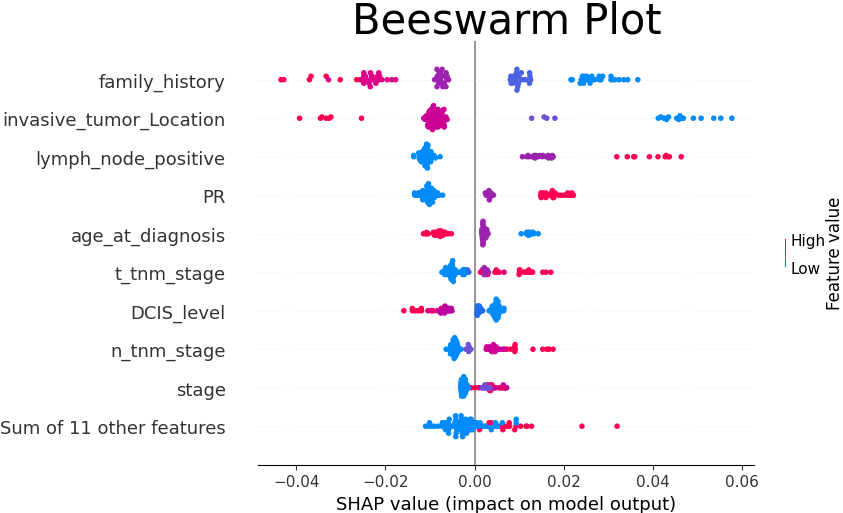 Beeswarm Plot
family_history
invasive_tumor_Location
lymph_node_positive
PR
age_at_diagnosis
t_tnm_stage
DCIS_level
n_tnm_stage
stage
Sum of 11 other features
High
Low
Feature value
−0.04 −0.02 0.00 0.02 0.04 0.06
SHAP value (impact on model output)